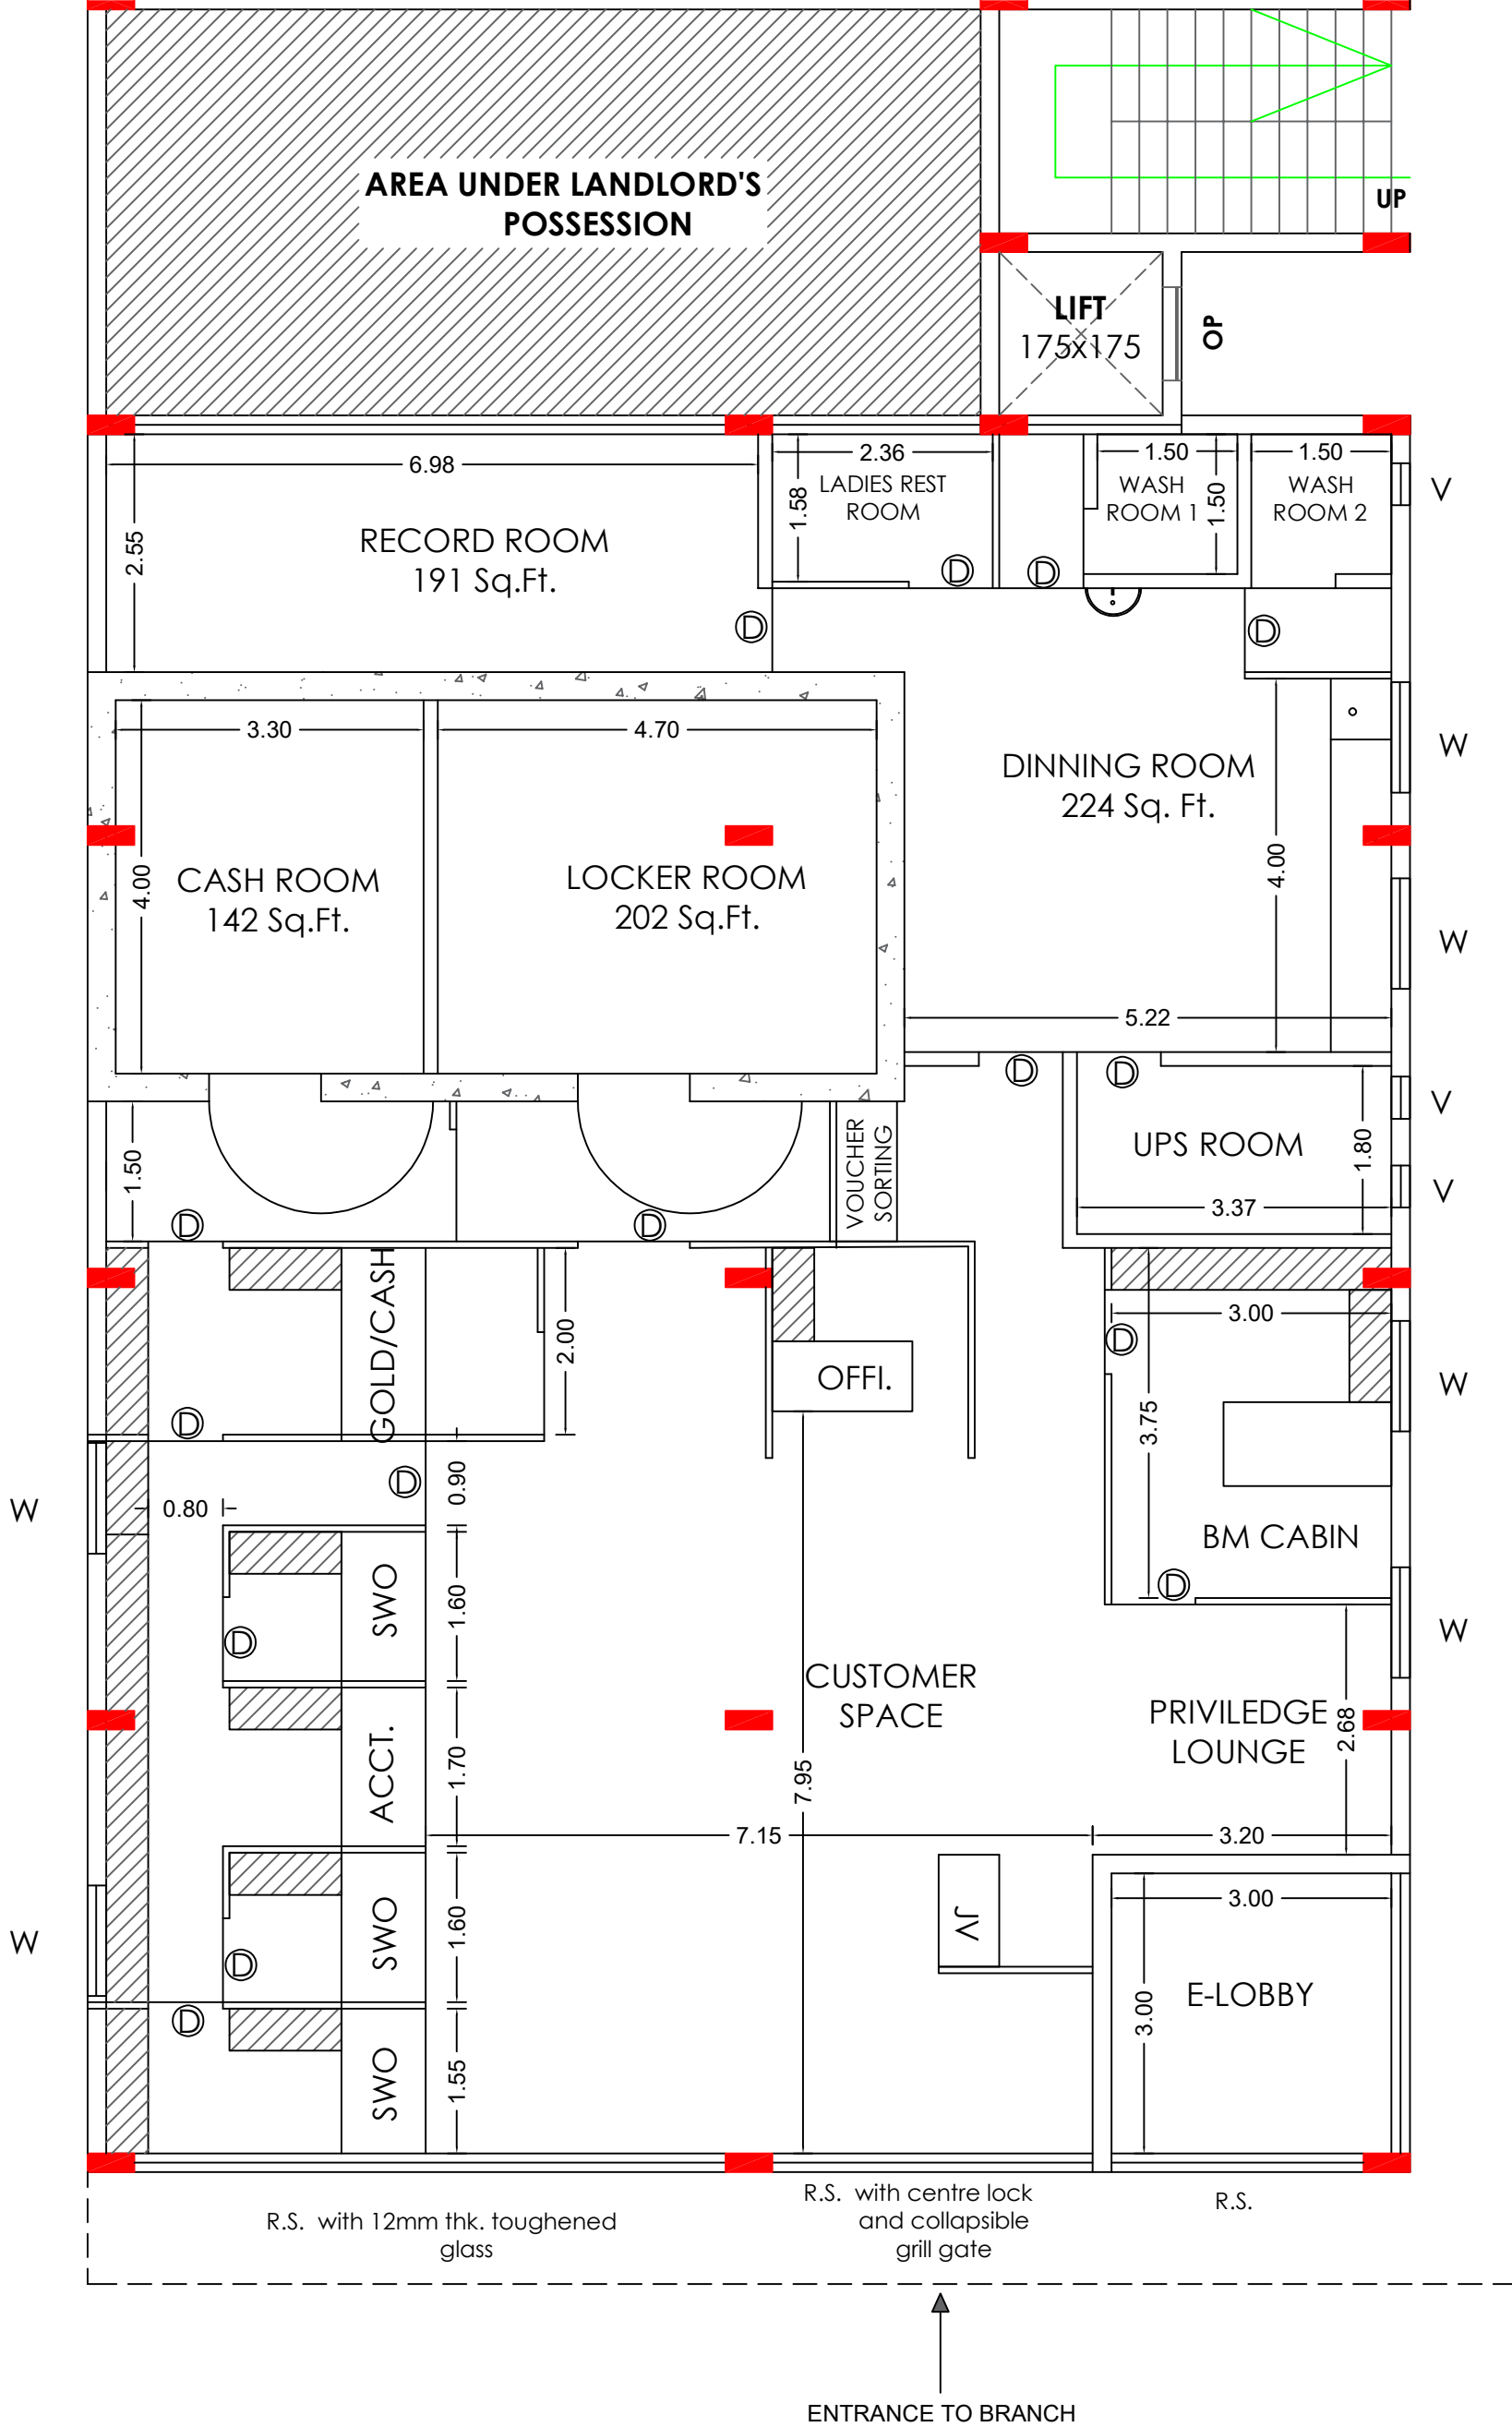 AREA UNDER LANDLORD'S
POSSESSION
UP
LIFT
175x175
OP
6.98
2.55
RECORD ROOM
191 Sq.Ft.
D
2.36
1.58
LADIES REST
ROOM
D
D
1.50
WASH
ROOM 1
1.50
1.50
WASH
ROOM 2
V
D
3.30
4.00
CASH ROOM
142 Sq.Ft.
4.70
LOCKER ROOM
202 Sq.Ft.
DINNING ROOM
224 Sq. Ft.
4.00
5.22
W
W
D
D
1.50
D
D
VOUCHER
SORTING
UPS ROOM
1.80
3.37
V
V
GOLD/CASH
2.00
D
OFFI.
3.00
D
3.75
BM CABIN
D
W
W
W
0.80
D
0.90
SWO
1.60
D
ACCT.
1.70
CUSTOMER
SPACE
7.95
PRIVILEDGE
LOUNGE
2.68
7.15
3.20
W
SWO
1.60
D
JV
3.00
3.00
E-LOBBY
D
SWO
1.55
R.S. with 12mm thk. toughened
glass
R.S. with centre lock
and collapsible
grill gate
R.S.
ENTRANCE TO BRANCH